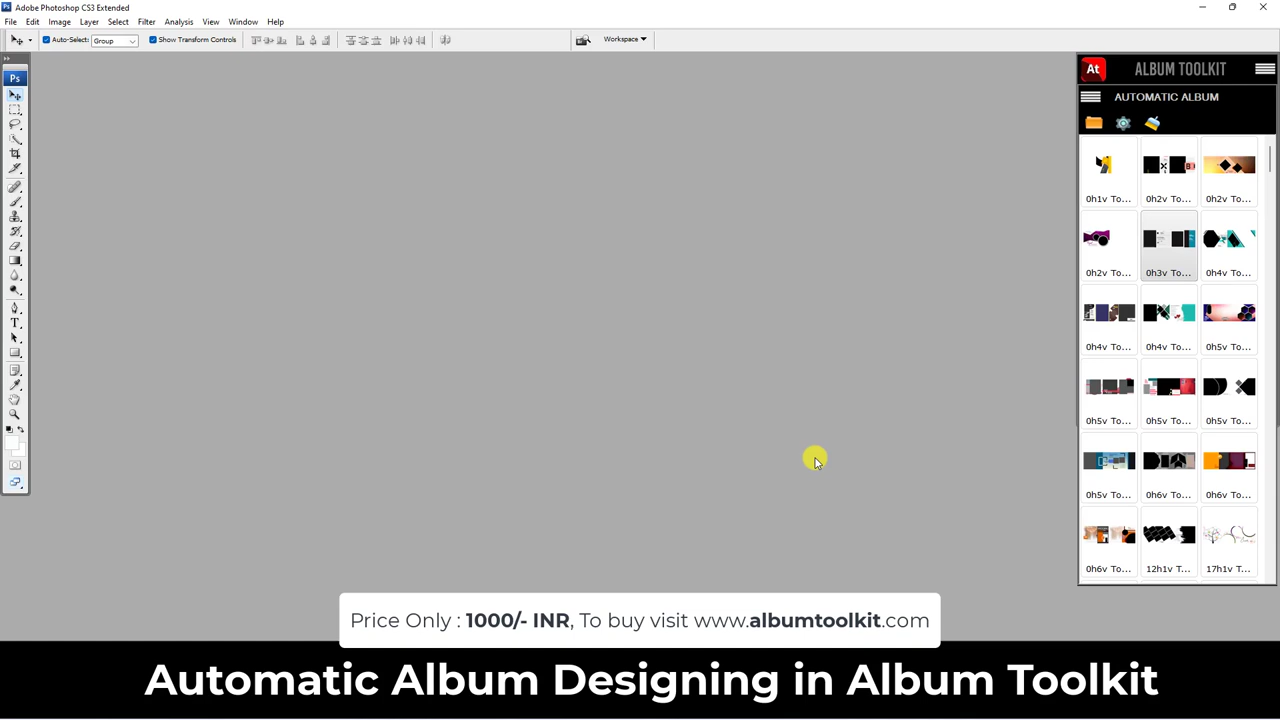 Ps Adobe Photoshop CS3 Extended
File Edit Image Layer Select Filter Analysis View Window Help
Auto-Select: Group Show Transform Controls Workspace
Ps
T
At ALBUM TOOLKIT
AUTOMATIC ALBUM
0h1v To... 0h2v To... 0h2v To...
0h2v To... 0h3v To... 0h4v To...
0h4v To... 0h4v To... 0h5v To...
0h5v To... 0h5v To... 0h5v To...
0h5v To... 0h6v To... 0h6v To...
0h6v To... 12h1v T... 17h1v T...
Price Only : 1000/- INR, To buy visit www.albumtoolkit.com
Automatic Album Designing in Album Toolkit